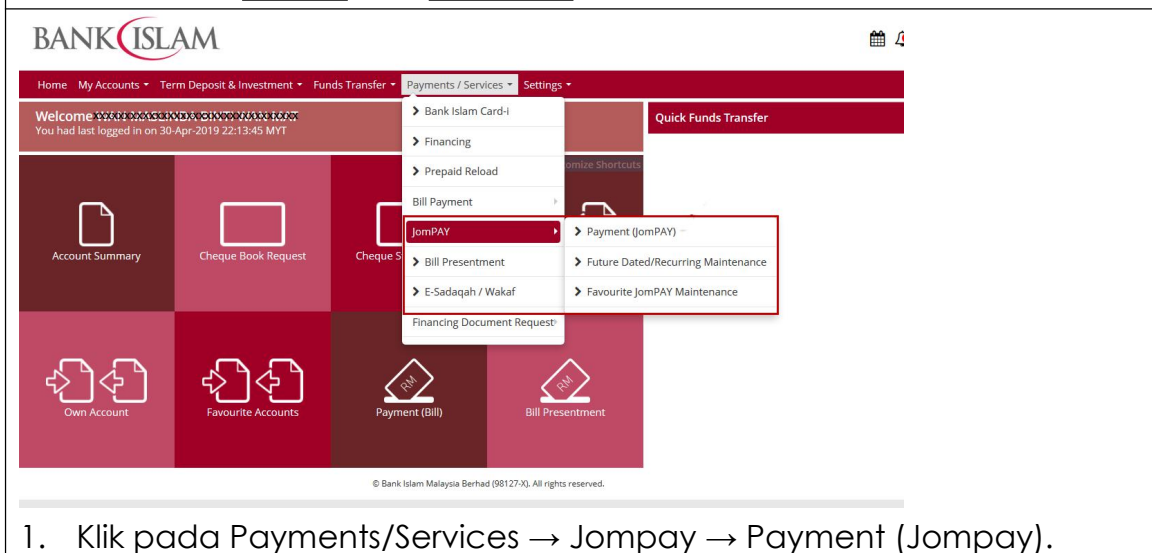 BANK ISLAM
Home My Accounts Term Deposit & Investment Funds Transfer Payments / Services Settings
Welcome
You had last logged in on 30-Apr-2019 22:13:45 MYT
Quick Funds Transfer
omize Shortcuts
Bank Islam Card-i
Financing
Prepaid Reload
Bill Payment
JomPAY
Bill Presentment
E-Sadaqah / Wakaf
Financing Document Request
Payment (JomPAY)
Future Dated/Recurring Maintenance
Favourite JomPAY Maintenance
Account Summary
Cheque Book Request
Cheque S
Own Account
Favourite Accounts
RM
Payment (Bill)
RM
Bill Presentment
© Bank Islam Malaysia Berhad (98127-X). All rights reserved.
1. Klik pada Payments/Services → Jompay → Payment (Jompay).